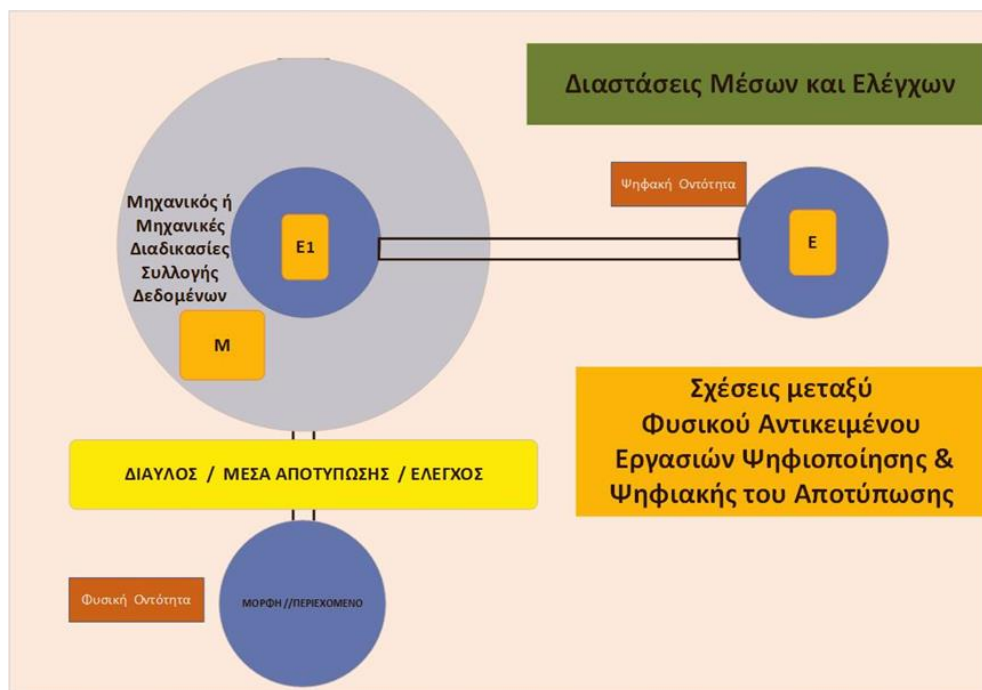 Διαστάσεις Μέσων και Ελέγχων
Ψηφακή Οντότητα
Μηχανικός ή
Μηχανικές
Διαδικασίες
Συλλογής
Δεδομένων
Ε1
Ε
Μ
Σχέσεις μεταξύ
Φυσικού Αντικειμένου
Εργασιών Ψηφιοποίησης &
Ψηφιακής του Αποτύπωσης
ΔΙΑΥΛΟΣ / ΜΕΣΑ ΑΠΟΤΥΠΩΣΗΣ / ΕΛΕΓΧΟΣ
Φυσική Οντότητα
ΜΟΡΦΗ//ΠΕΡΙΕΧΟΜΕΝΟ